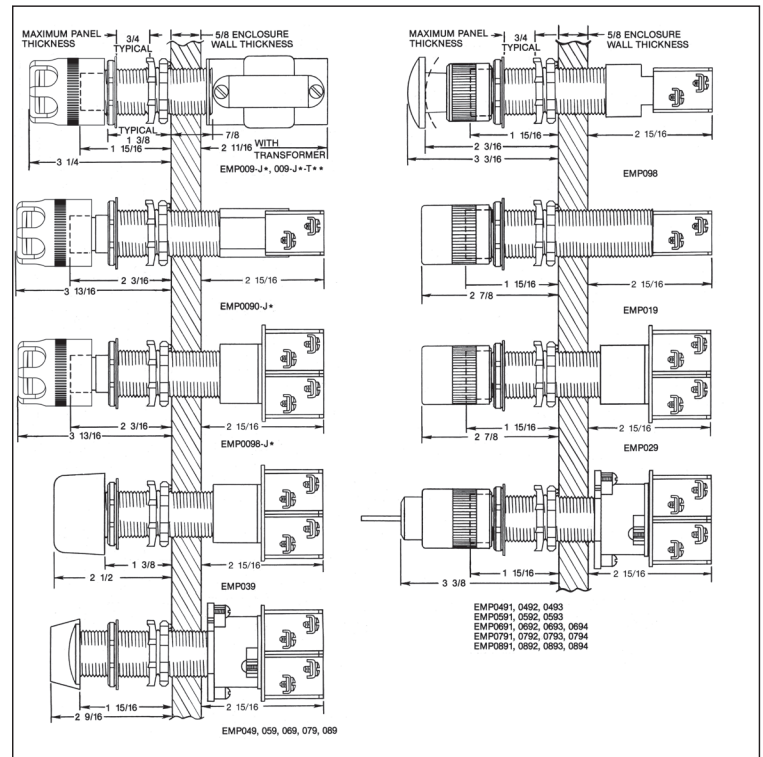 MAXIMUM PANEL
THICKNESS
3/4
TYPICAL
5/8 ENCLOSURE
WALL THICKNESS
TYPICAL
1 3/8
7/8
1 15/16
2 11/16
WITH
TRANSFORMER
3 1/4
EMP009-J*, 009-J*-T**
2 3/16
2 15/16
3 13/16
EMP0090-J*
2 3/16
2 15/16
3 13/16
EMP0098-J*
1 3/8
2 15/16
2 1/2
EMP039
1 15/16
2 15/16
2 9/16
EMP049, 059, 069, 079, 089
MAXIMUM PANEL
THICKNESS
3/4
TYPICAL
5/8 ENCLOSURE
WALL THICKNESS
1 15/16
2 15/16
2 3/16
3 3/16
EMP098
1 15/16
2 15/16
2 7/8
EMP019
1 15/16
2 15/16
2 7/8
EMP029
1 15/16
2 15/16
3 3/8
EMP0491, 0492, 0493
EMP0591, 0592, 0593
EMP0691, 0692, 0693, 0694
EMP0791, 0792, 0793, 0794
EMP0891, 0892, 0893, 0894